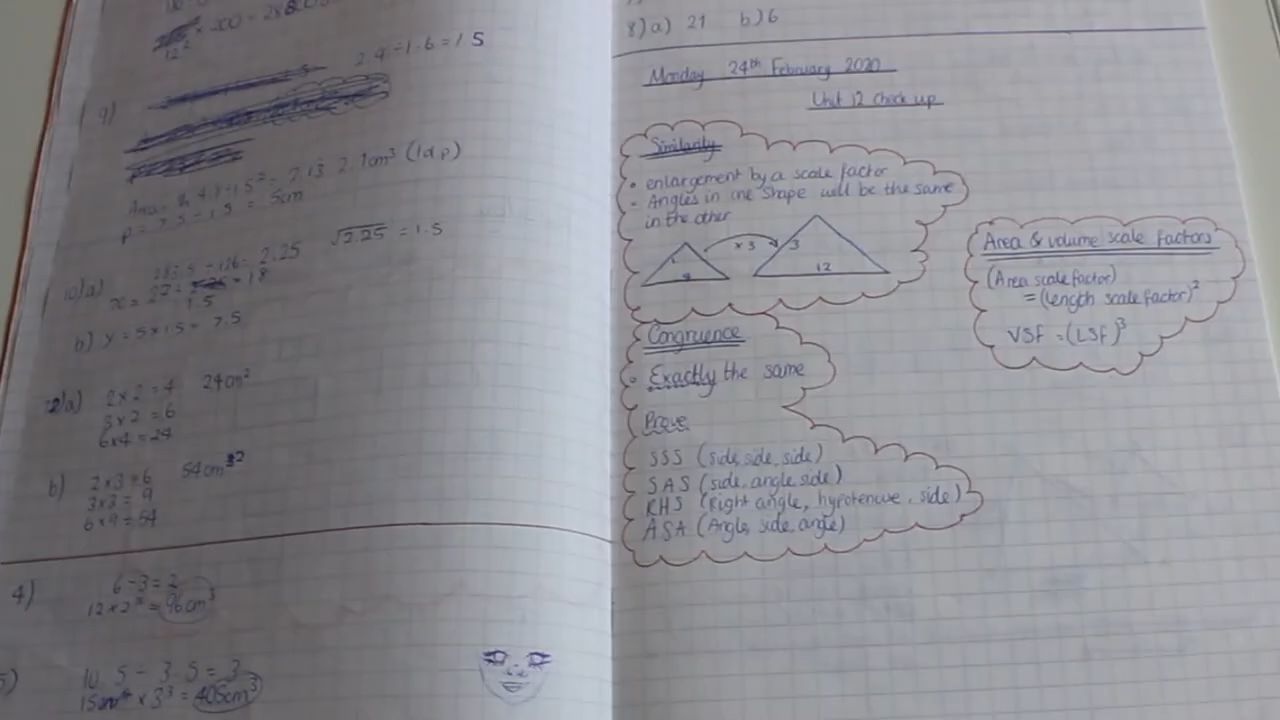 2.4 ÷ 1.6 = 1.5
9)
2.1cm³ (1d.p)
= 5cm
10)a)
= 2.25 √2.25 = 1.5
= 18
1.5
b) y = 5 × 1.5 = 7.5
a) 2 × 2 = 4 24cm²
3 × 2 = 6
6 × 4 = 24
b) 2 × 3 = 6 54cm²
3 × 3 = 9
6 × 9 = 54
4) 6 ÷ 3 = 2
12 × 2³ = 96cm³
5) 10.5 ÷ 3.5 = 3
× 3³ = 405cm³
8)a) 21 b)6
Monday 24th February 2020
Unit 12 check up
Similarity
• enlargement by a scale factor
• Angles in one shape will be the same
in the other
× 3
3
12
Congruence
• Exactly the same
Prove
SSS (side, side, side)
SAS (side, angle, side)
RHS (Right angle, hypotenuse, side)
ASA (Angle, side, angle)
Area & volume scale factors
(Area scale factor)
= (length scale factor)²
VSF = (LSF)³